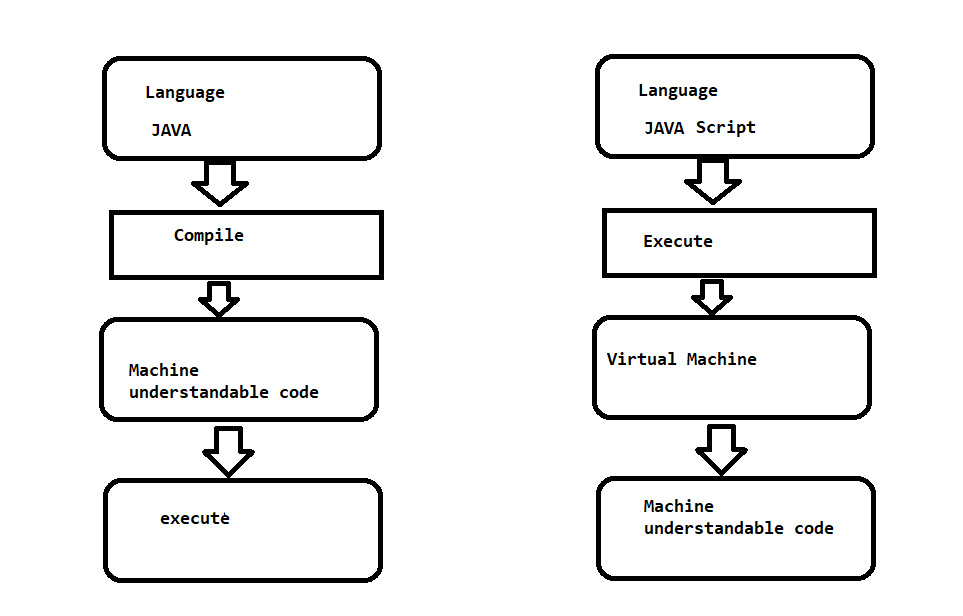 Language
JAVA
Compile
Machine
understandable code
execute
Language
JAVA Script
Execute
Virtual Machine
Machine
understandable code